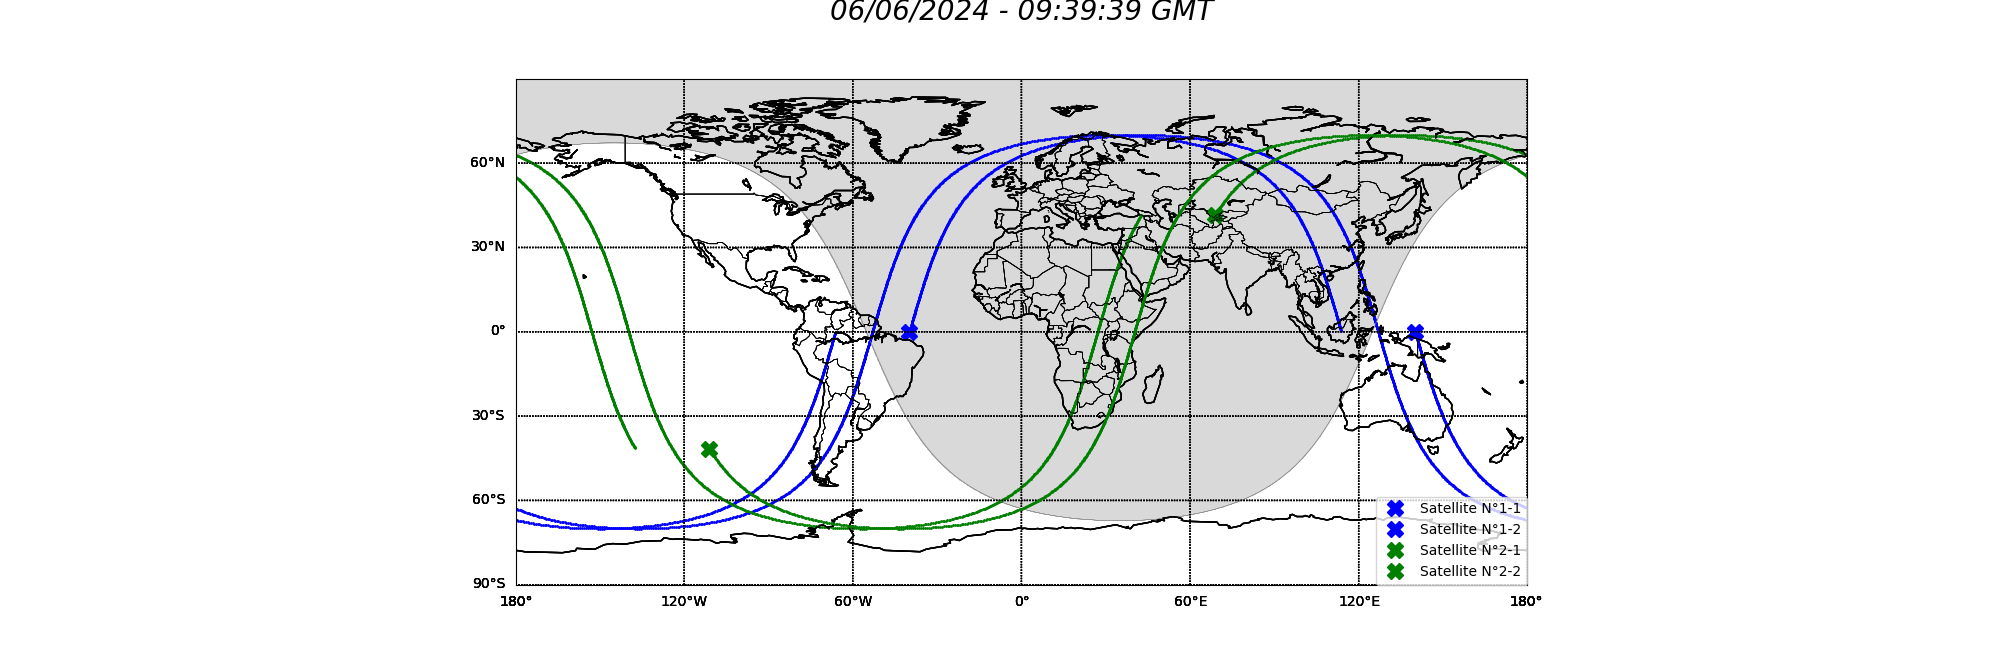 06/06/2024 - 09:39:39 GMT
60°N
30°N
0°
30°S
60°S
90°S
180° 120°W 60°W 0° 60°E 120°E 180°
Satellite N°1-1
Satellite N°1-2
Satellite N°2-1
Satellite N°2-2